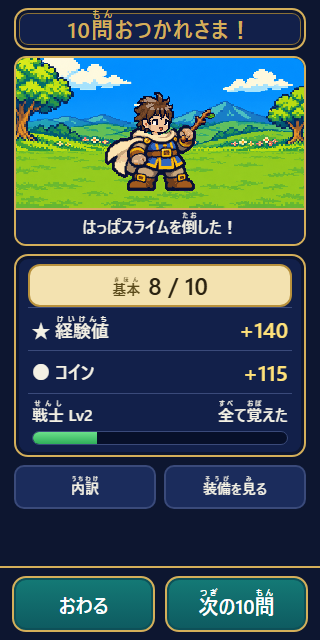 10問おつかれさま！
はっぱスライムを倒した！
基本 8 / 10
★ 経験値 +140
● コイン +115
戦士 Lv2 全て覚えた
内訳 装備を見る
おわる 次の10問